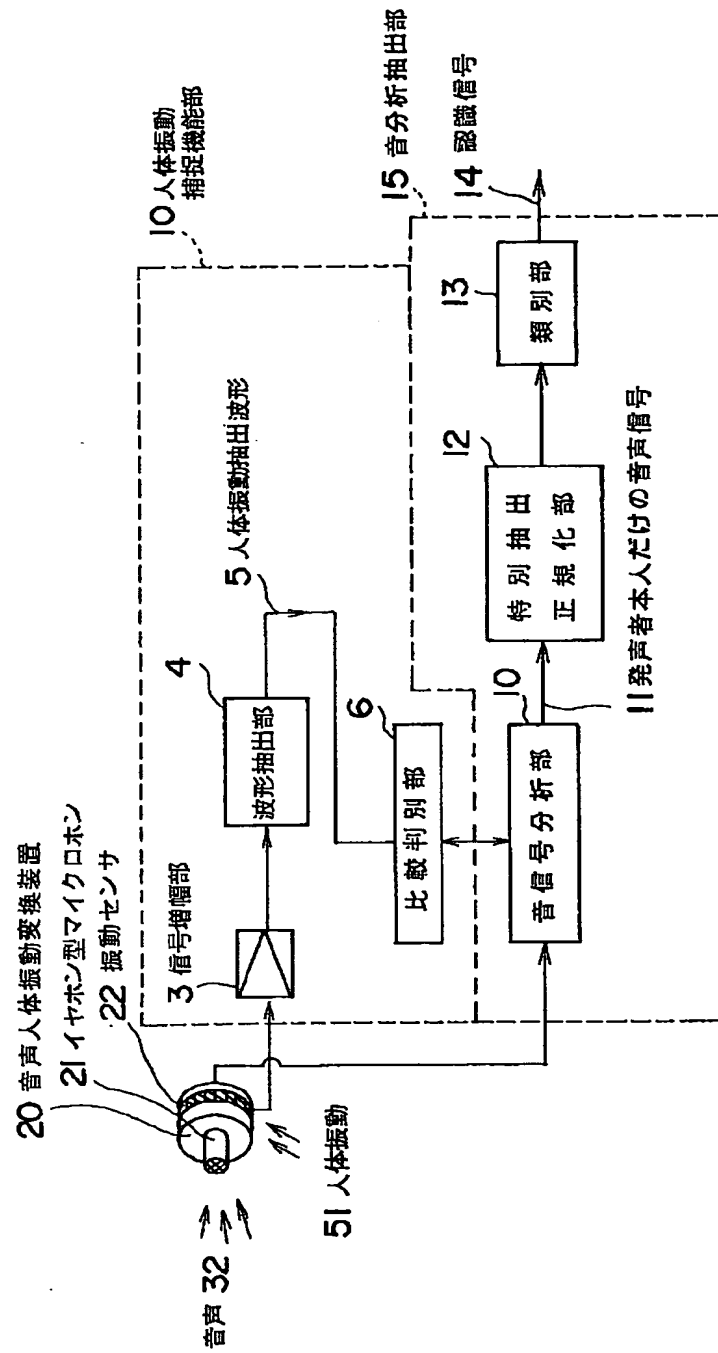 20 音声人体振動変換装置
21 イヤホン型マイクロホン
22 振動センサ
音声 32
51 人体振動
10 人体振動
捕捉機能部
3 信号増幅部
4
波形抽出部
5 人体振動抽出波形
6
比較判別部
15 音分析抽出部
10
音信号分析部
11 発声者本人だけの音声信号
12
特別抽出
正規化部
13
類別部
14 認識信号